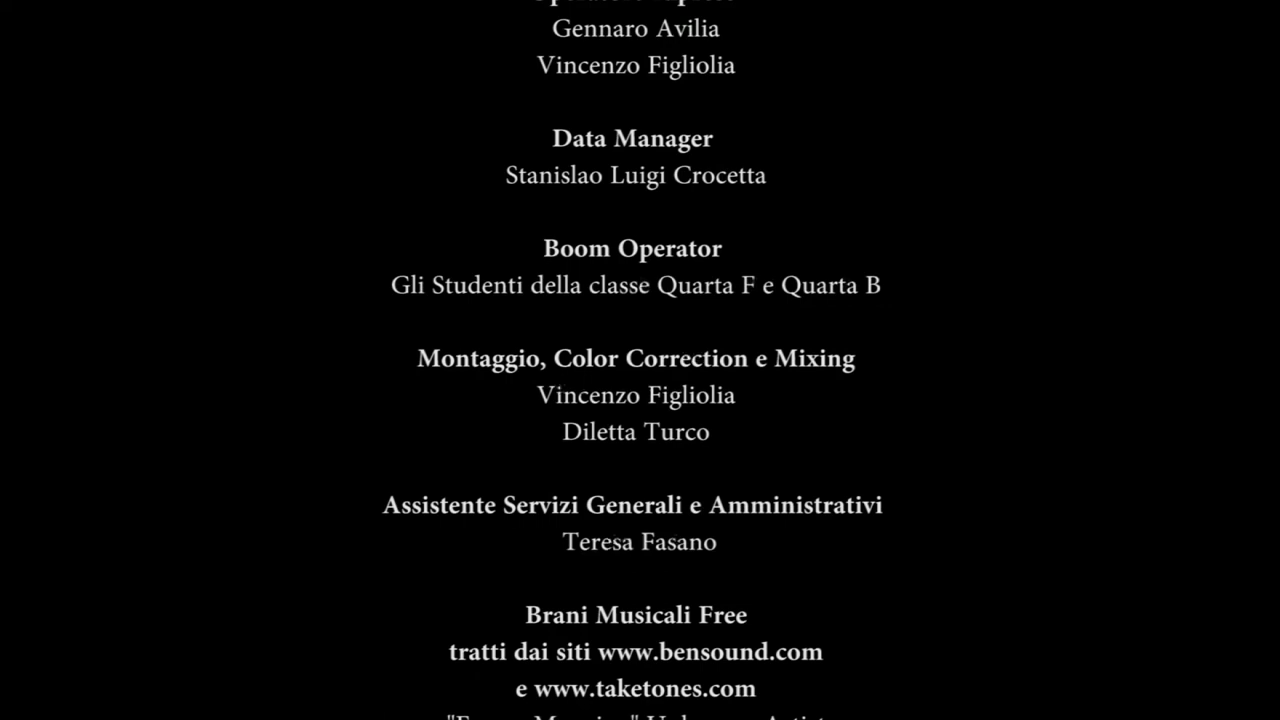 Gennaro Avilia
Vincenzo Figliolia
Data Manager
Stanislao Luigi Crocetta
Boom Operator
Gli Studenti della classe Quarta F e Quarta B
Montaggio, Color Correction e Mixing
Vincenzo Figliolia
Diletta Turco
Assistente Servizi Generali e Amministrativi
Teresa Fasano
Brani Musicali Free
tratti dai siti www.bensound.com
e www.taketones.com